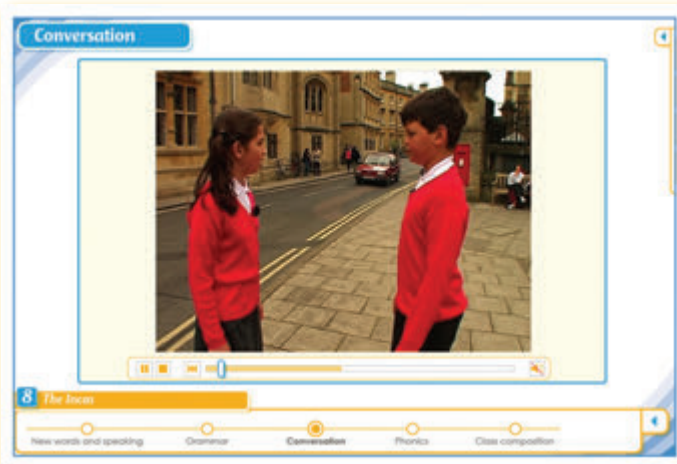 Conversation
8 The Incas
New words and speaking Grammar Conversation Phonics Class composition